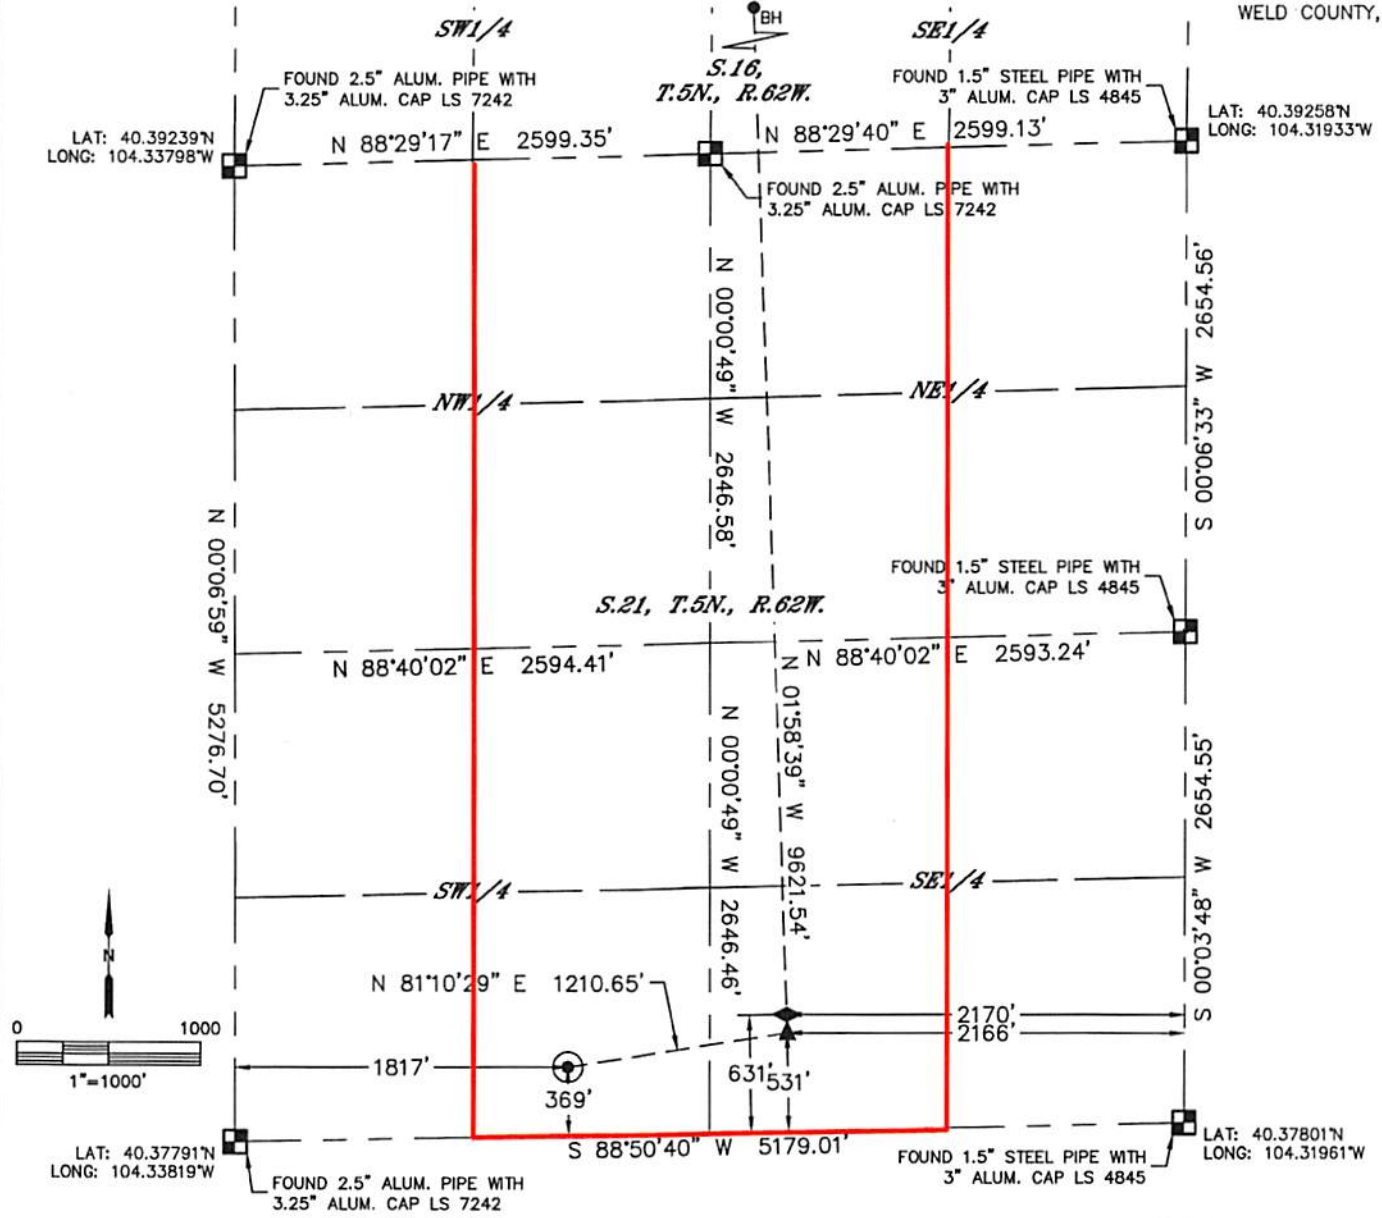 WELD COUNTY,
SW1/4
BH
SE1/4
S.16,
T.5N., R.62W.
FOUND 2.5" ALUM. PIPE WITH
3.25" ALUM. CAP LS 7242
FOUND 1.5" STEEL PIPE WITH
3" ALUM. CAP LS 4845
LAT: 40.39239°N
LONG: 104.33798°W
LAT: 40.39258°N
LONG: 104.31933°W
N 88°29'17" E 2599.35'
N 88°29'40" E 2599.13'
FOUND 2.5" ALUM. PIPE WITH
3.25" ALUM. CAP LS 7242
N 00°00'49" W 2646.58'
S 00°06'33" W 2654.56'
NW1/4
NE1/4
N 00°06'59" W 5276.70'
FOUND 1.5" STEEL PIPE WITH
3" ALUM. CAP LS 4845
S.21, T.5N., R.62W.
N 88°40'02" E 2594.41'
N 88°40'02" E 2593.24'
N 01°58'39" W 9621.54'
N 00°00'49" W 2646.46'
S 00°03'48" W 2654.55'
SW1/4
SE1/4
N
N 81°10'29" E 1210.65'
2170'
2166'
0 1000
1"=1000'
1817'
369'
631'
531'
S 88°50'40" W 5179.01'
LAT: 40.37791°N
LONG: 104.33819°W
FOUND 2.5" ALUM. PIPE WITH
3.25" ALUM. CAP LS 7242
FOUND 1.5" STEEL PIPE WITH
3" ALUM. CAP LS 4845
LAT: 40.37801°N
LONG: 104.31961°W